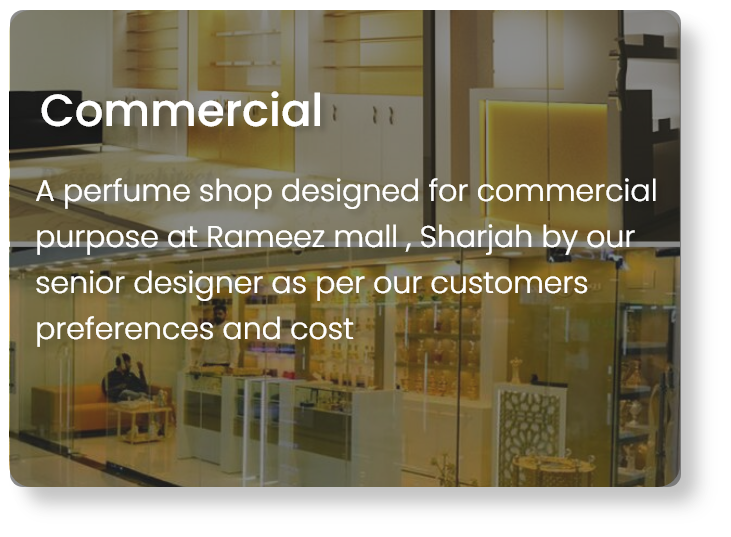 Commercial
A perfume shop designed for commercial
purpose at Rameez mall , Sharjah by our
senior designer as per our customers
preferences and cost